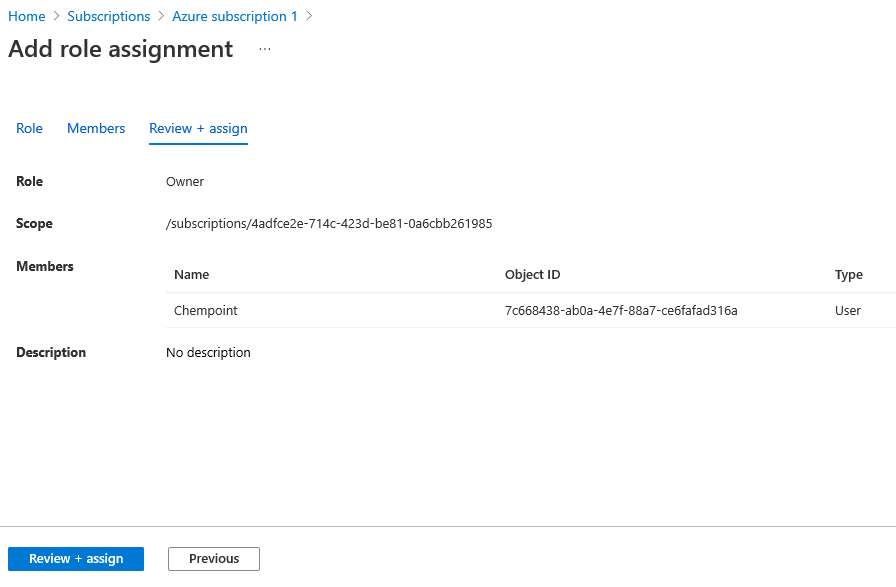 Home > Subscriptions > Azure subscription 1 >
Add role assignment ...
Role Members Review + assign
Role Owner
Scope /subscriptions/4adfce2e-714c-423d-be81-0a6cbb261985
Members
Name Object ID Type
Chempoint 7c668438-ab0a-4e7f-88a7-ce6fafad316a User
Description No description
Review + assign Previous